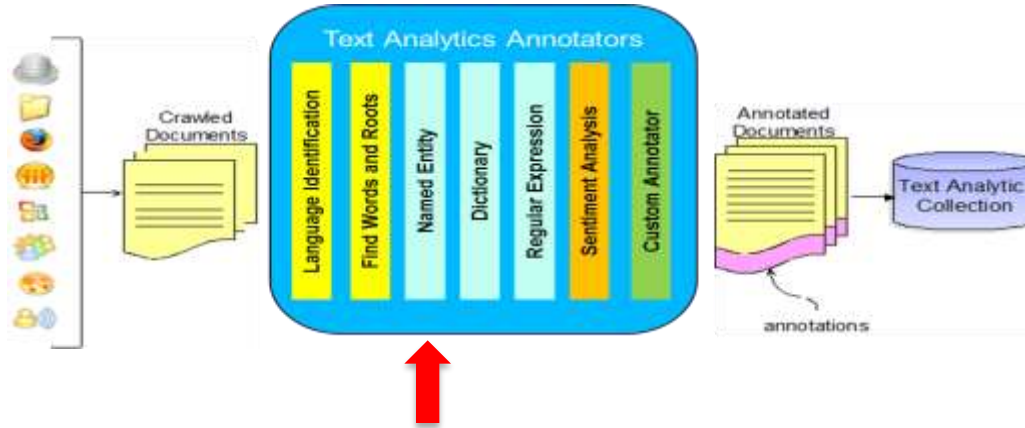 Text Analytics Annotators
Crawled
Documents
Language Identification
Find Words and Roots
Named Entity
Dictionary
Regular Expression
Sentiment Analysis
Custom Annotator
Annotated
Documents
Text Analytic
Collection
annotations